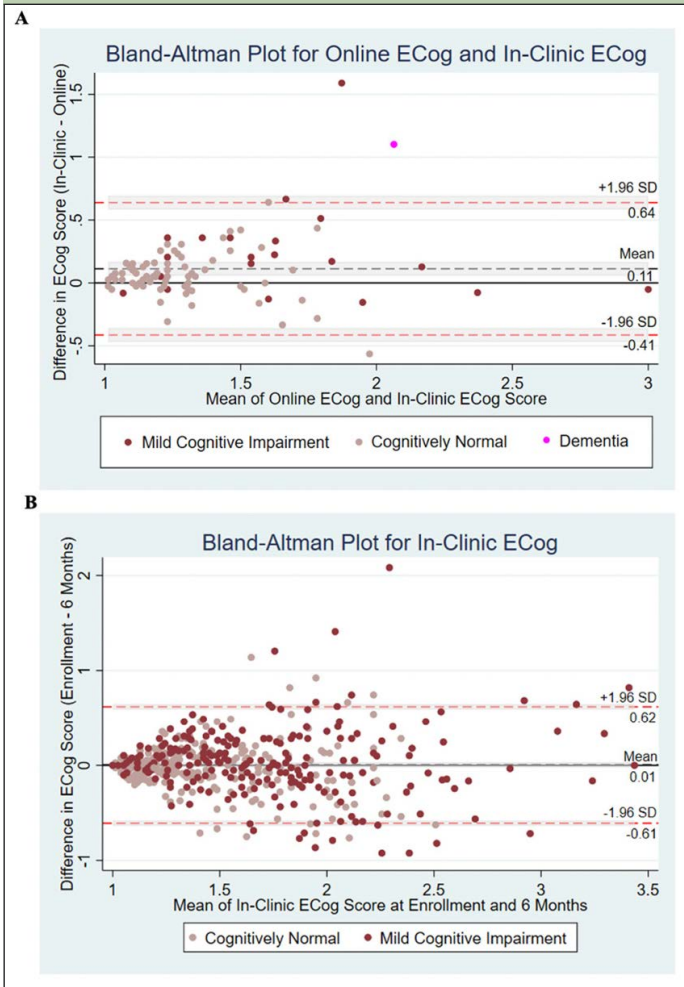 A
Bland-Altman Plot for Online ECog and In-Clinic ECog
Difference in ECog Score (In-Clinic - Online)
1.5
1
.5
0
-.5
+1.96 SD
0.64
Mean
0.11
-1.96 SD
-0.41
1 1.5 2 2.5 3
Mean of Online ECog and In-Clinic ECog Score
Mild Cognitive Impairment Cognitively Normal Dementia
B
Bland-Altman Plot for In-Clinic ECog
Difference in ECog Score (Enrollment - 6 Months)
2
1
0
-1
+1.96 SD
0.62
Mean
0.01
-1.96 SD
-0.61
1 1.5 2 2.5 3 3.5
Mean of In-Clinic ECog Score at Enrollment and 6 Months
Cognitively Normal Mild Cognitive Impairment